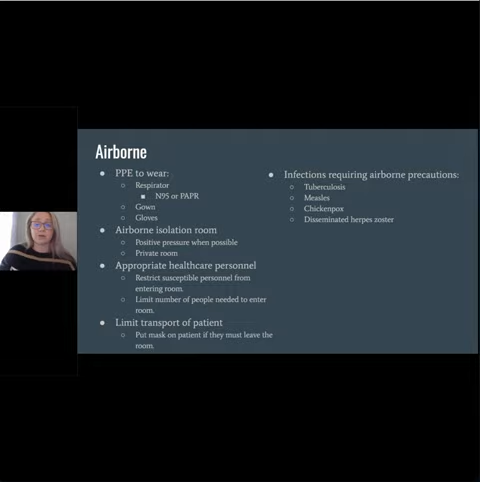 Airborne
PPE to wear:
Respirator
N95 or PAPR
Gown
Gloves
Airborne isolation room
Positive pressure when possible
Private room
Appropriate healthcare personnel
Restrict susceptible personnel from
entering room.
Limit number of people needed to enter
room.
Limit transport of patient
Put mask on patient if they must leave the
room.
Infections requiring airborne precautions:
Tuberculosis
Measles
Chickenpox
Disseminated herpes zoster